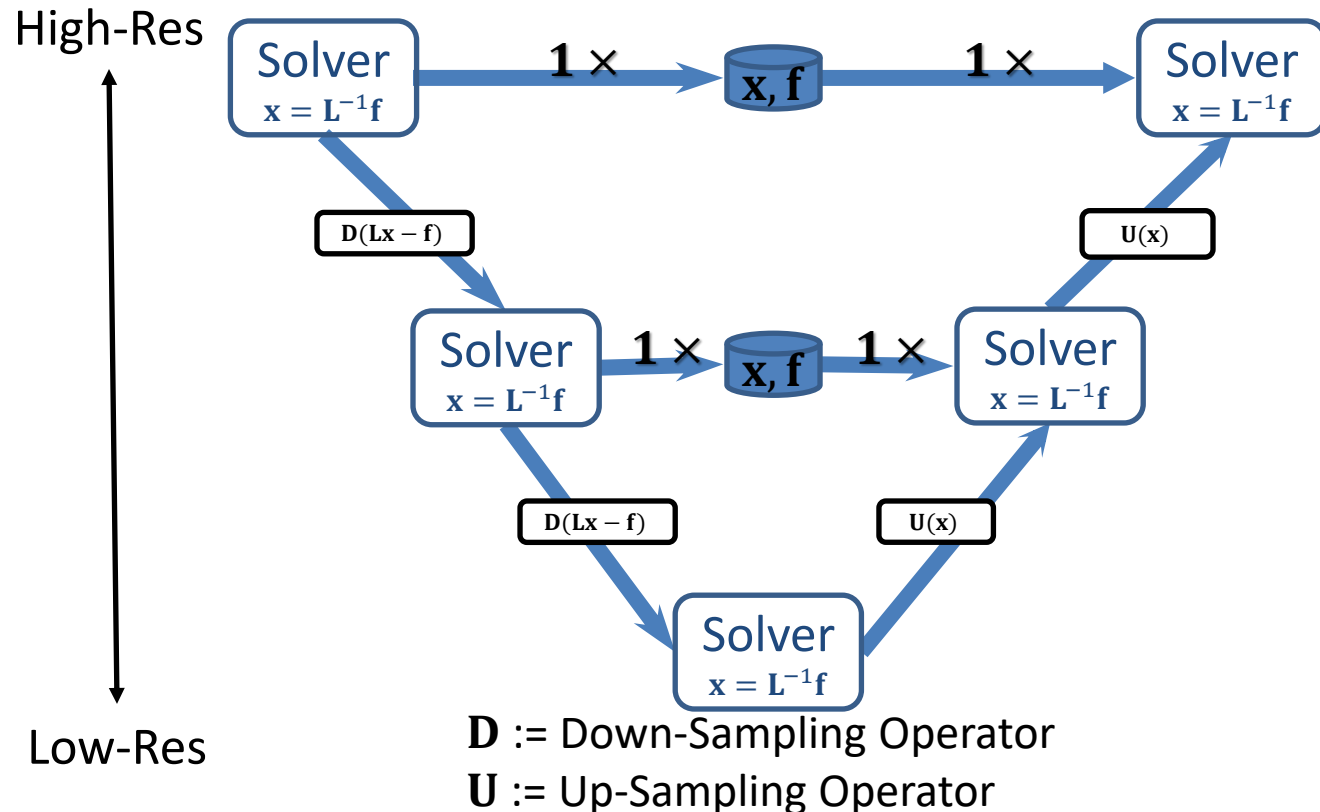 High-Res
Solver
x = L⁻¹f
1 ×
x, f
1 ×
Solver
x = L⁻¹f
D(Lx − f)
U(x)
Solver
x = L⁻¹f
1 ×
x, f
1 ×
Solver
x = L⁻¹f
D(Lx − f)
U(x)
Solver
x = L⁻¹f
Low-Res
D := Down-Sampling Operator
U := Up-Sampling Operator